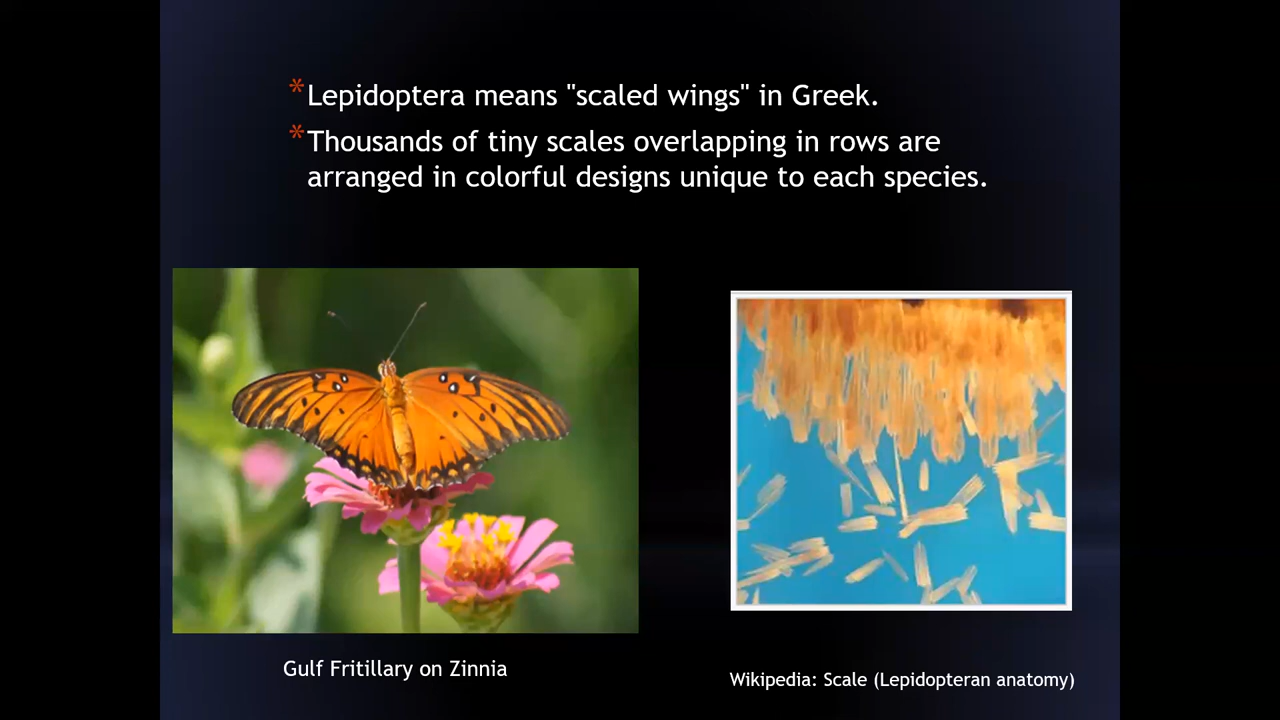 * Lepidoptera means "scaled wings" in Greek.
* Thousands of tiny scales overlapping in rows are
arranged in colorful designs unique to each species.
Gulf Fritillary on Zinnia
Wikipedia: Scale (Lepidopteran anatomy)